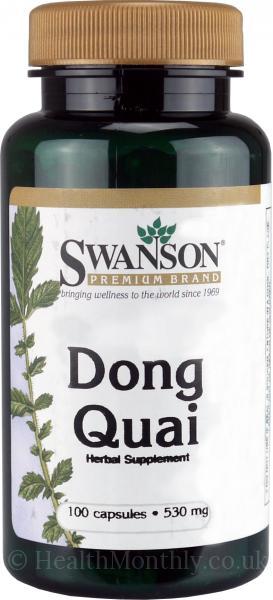 SWANSON®
PREMIUM BRAND
bringing wellness to the world since 1969
Dong
Quai
Herbal Supplement
100 capsules • 530 mg
© HealthMonthly.co.uk